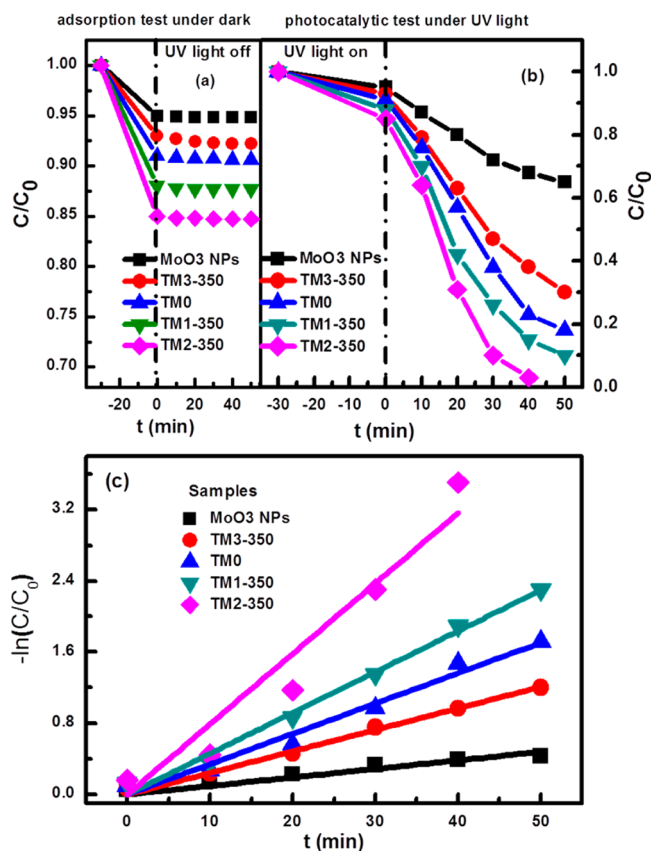 adsorption test under dark
photocatalytic test under UV light
UV light off
(a)
1.00
0.95
0.90
0.85
0.80
0.75
0.70
C/C0
MoO3 NPs
TM3-350
TM0
TM1-350
TM2-350
-20 0 20 40
t (min)
UV light on
(b)
1.0
0.8
0.6
0.4
0.2
0.0
C/C0
MoO3 NPs
TM3-350
TM0
TM1-350
TM2-350
-30 -20 -10 0 10 20 30 40 50
t (min)
(c)
Samples
MoO3 NPs
TM3-350
TM0
TM1-350
TM2-350
3.2
2.4
1.6
0.8
0.0
-ln(C/C0)
0 10 20 30 40 50
t (min)